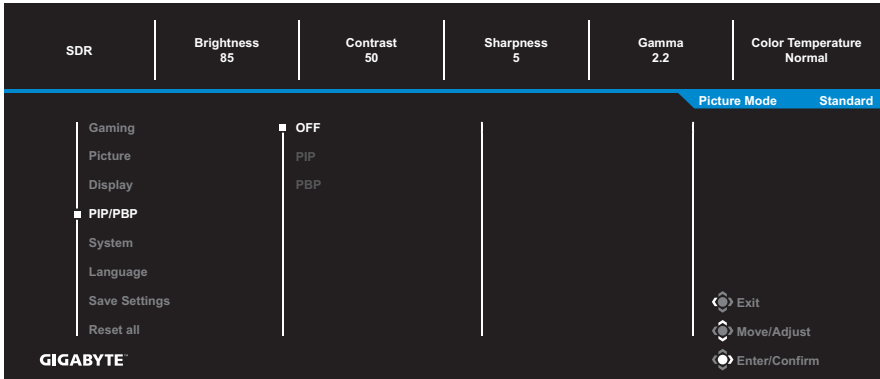 SDR
Brightness
85
Contrast
50
Sharpness
5
Gamma
2.2
Color Temperature
Normal
Picture Mode Standard
Gaming
Picture
Display
PIP/PBP
System
Language
Save Settings
Reset all
OFF
PIP
PBP
Exit
Move/Adjust
Enter/Confirm
GIGABYTE™